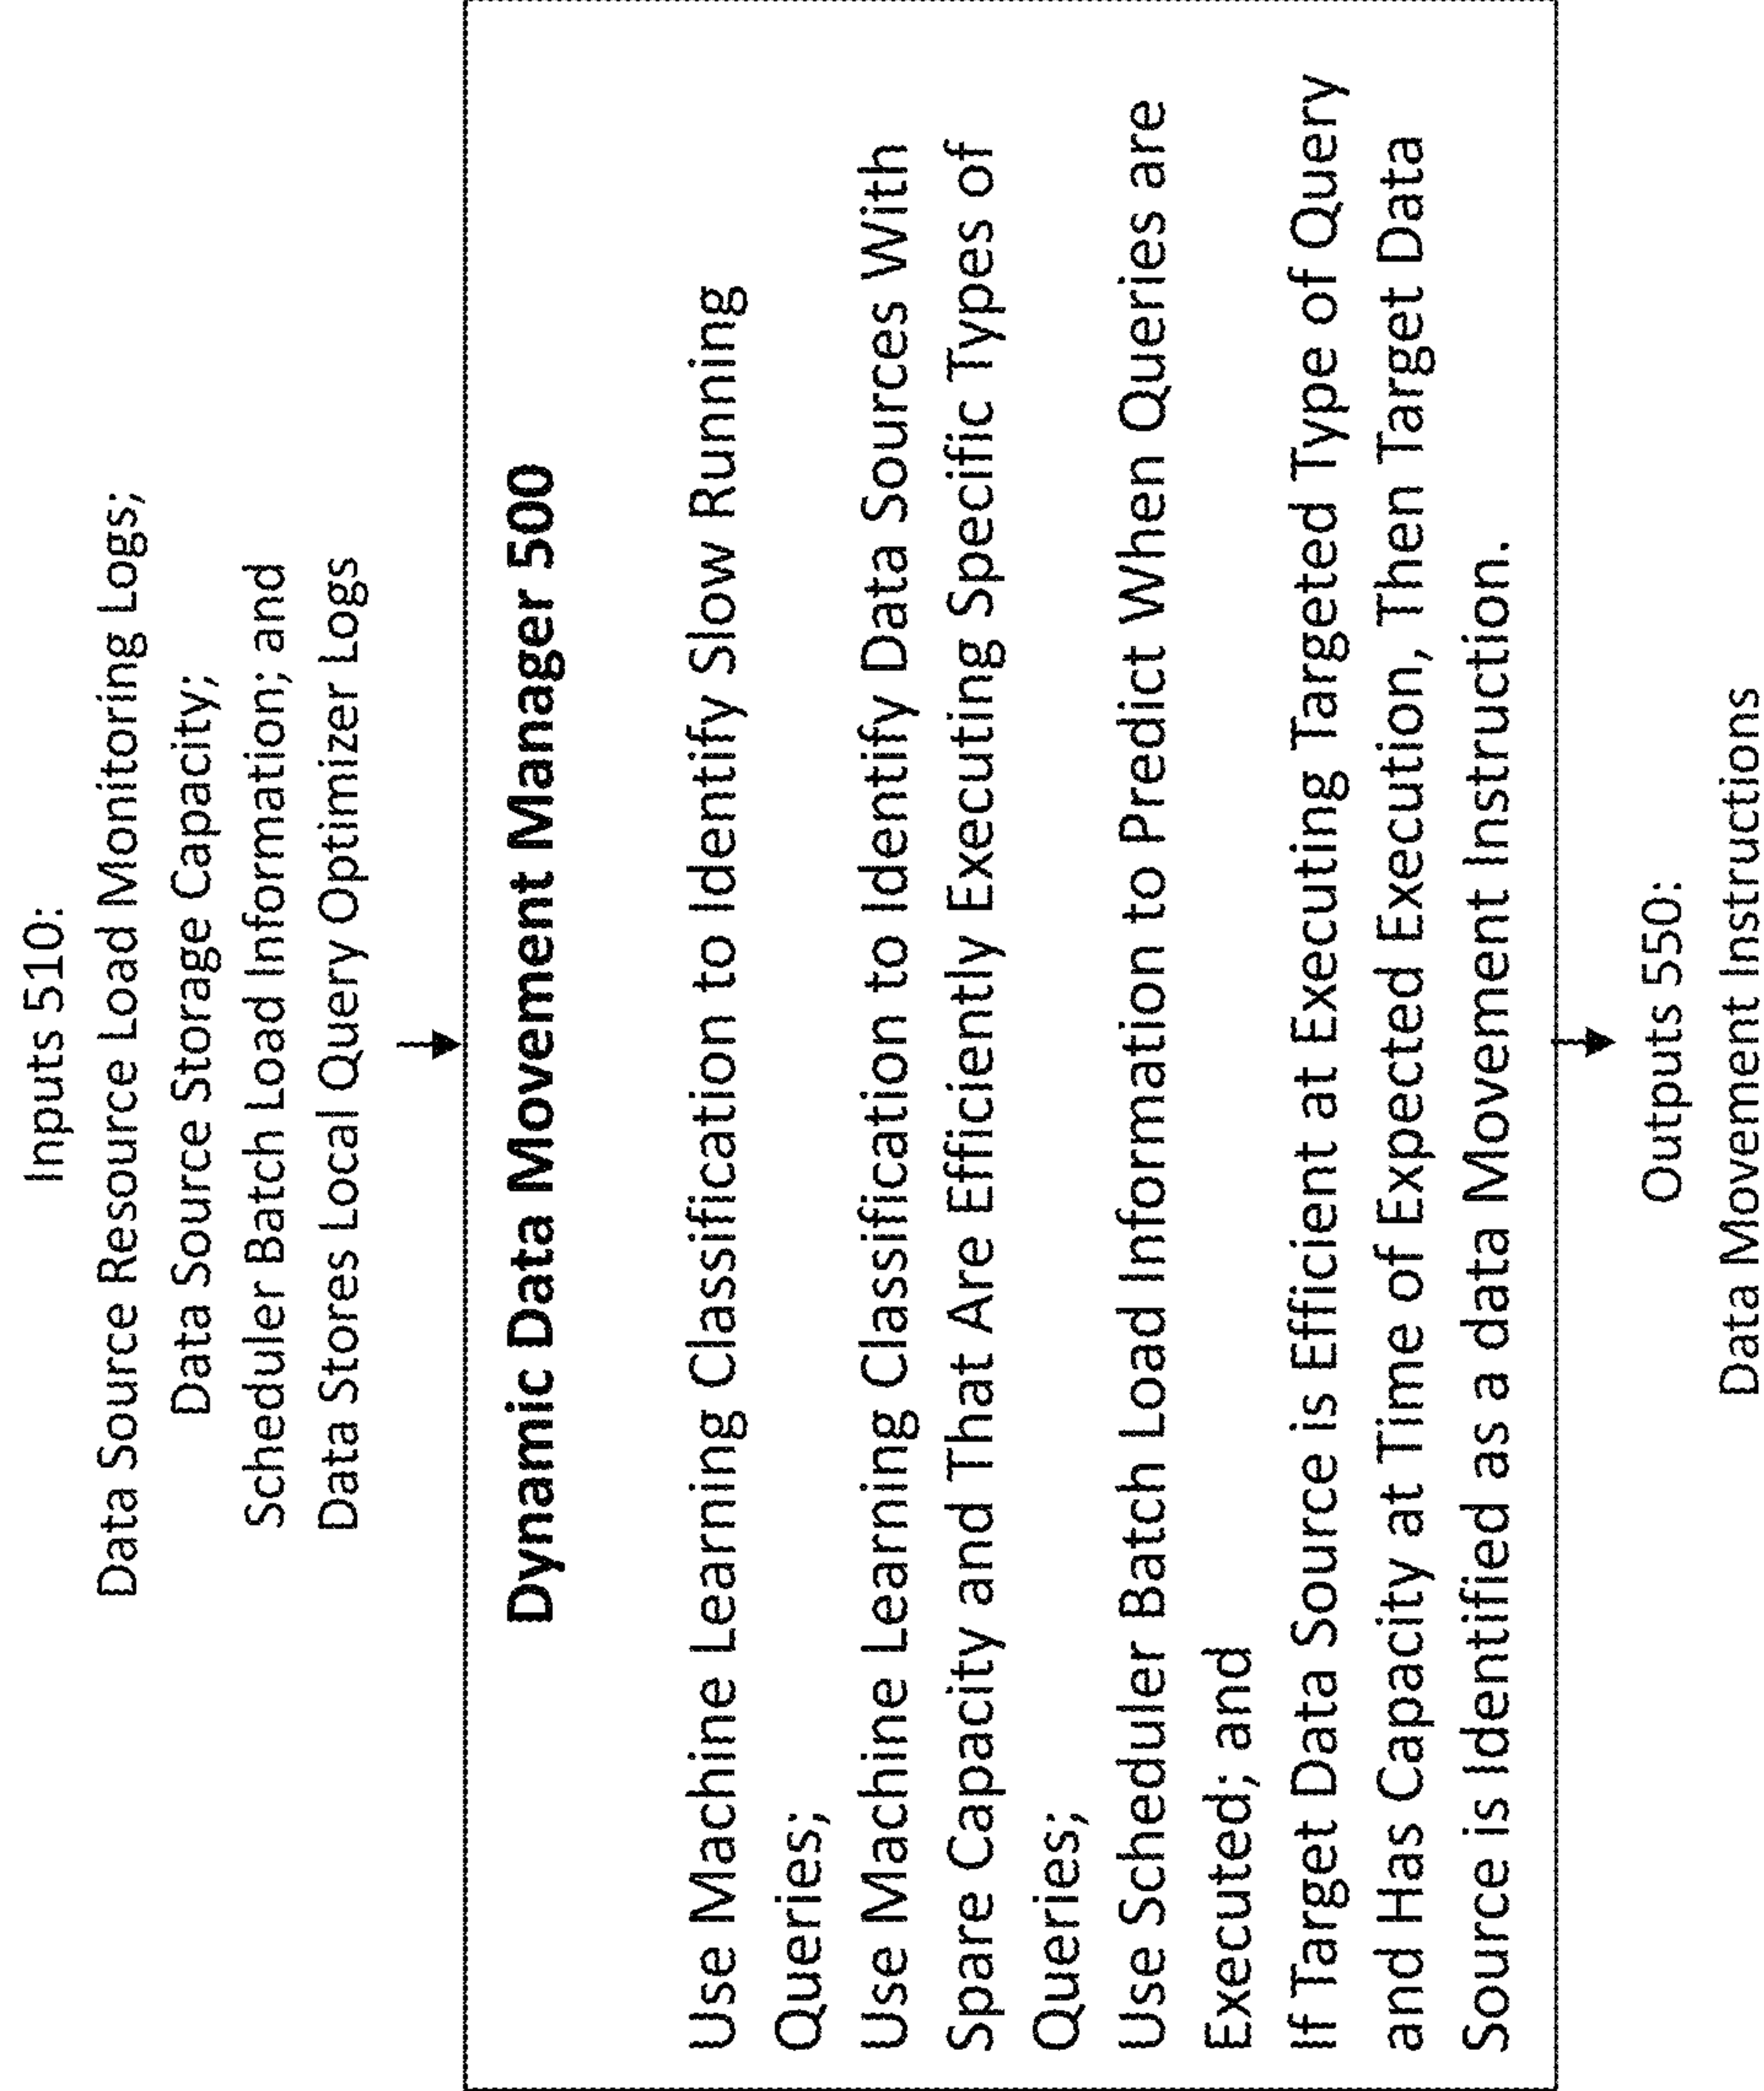 Inputs 510:
Data Source Resource Load Monitoring Logs;
Data Source Storage Capacity;
Scheduler Batch Load Information; and
Data Stores Local Query Optimizer Logs
Dynamic Data Movement Manager 500
Use Machine Learning Classification to Identify Slow Running
Queries;
Use Machine Learning Classification to Identify Data Sources With
Spare Capacity and That Are Efficiently Executing Specific Types of
Queries;
Use Scheduler Batch Load Information to Predict When Queries are
Executed; and
If Target Data Source is Efficient at Executing Targeted Type of Query
and Has Capacity at Time of Expected Execution, Then Target Data
Source is Identified as a data Movement Instruction.
Outputs 550:
Data Movement Instructions